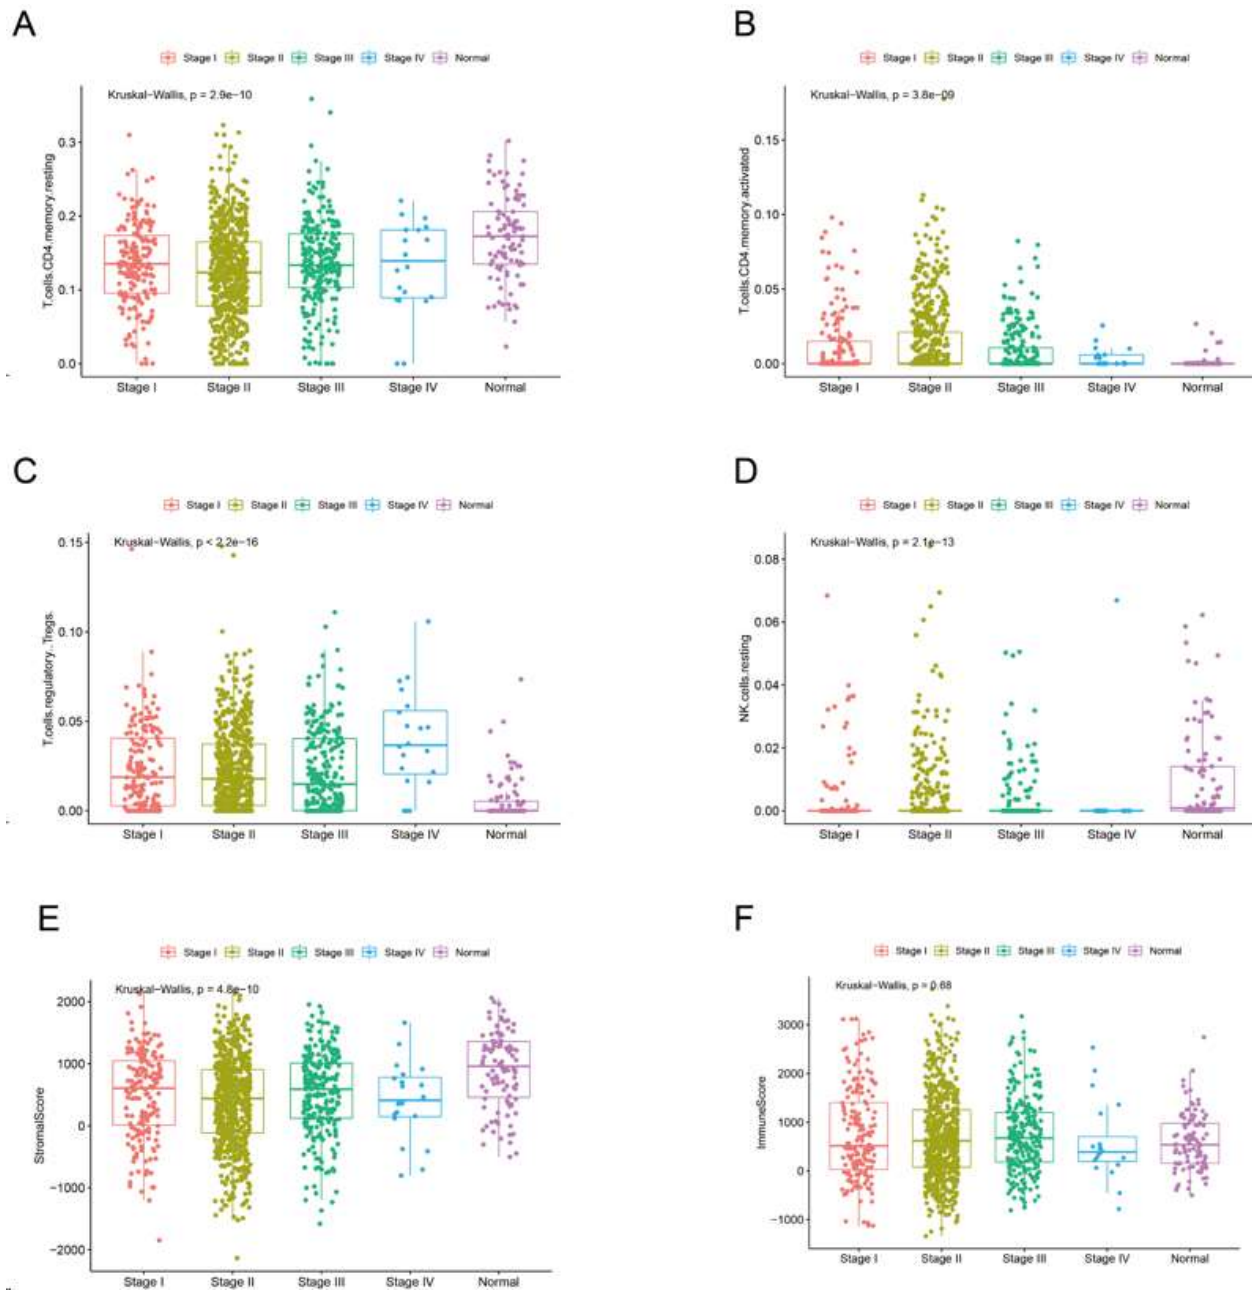 A
Stage I Stage II Stage III Stage IV Normal
Kruskal−Wallis, p = 2.9e−10
T.cells.CD4.memory.resting
0.3
0.2
0.1
0.0
Stage I Stage II Stage III Stage IV Normal
B
Stage I Stage II Stage III Stage IV Normal
Kruskal−Wallis, p = 3.8e−09
T.cells.CD4.memory.activated
0.15
0.10
0.05
0.00
Stage I Stage II Stage III Stage IV Normal
C
Stage I Stage II Stage III Stage IV Normal
Kruskal−Wallis, p < 2.2e−16
T.cells.regulatory..Tregs.
0.15
0.10
0.05
0.00
Stage I Stage II Stage III Stage IV Normal
D
Stage I Stage II Stage III Stage IV Normal
Kruskal−Wallis, p = 2.1e−13
NK.cells.resting
0.08
0.06
0.04
0.02
0.00
Stage I Stage II Stage III Stage IV Normal
E
Stage I Stage II Stage III Stage IV Normal
Kruskal−Wallis, p = 4.8e−10
StromalScore
2000
1000
0
−1000
−2000
Stage I Stage II Stage III Stage IV Normal
F
Stage I Stage II Stage III Stage IV Normal
Kruskal−Wallis, p = 0.68
ImmuneScore
3000
2000
1000
0
−1000
Stage I Stage II Stage III Stage IV Normal